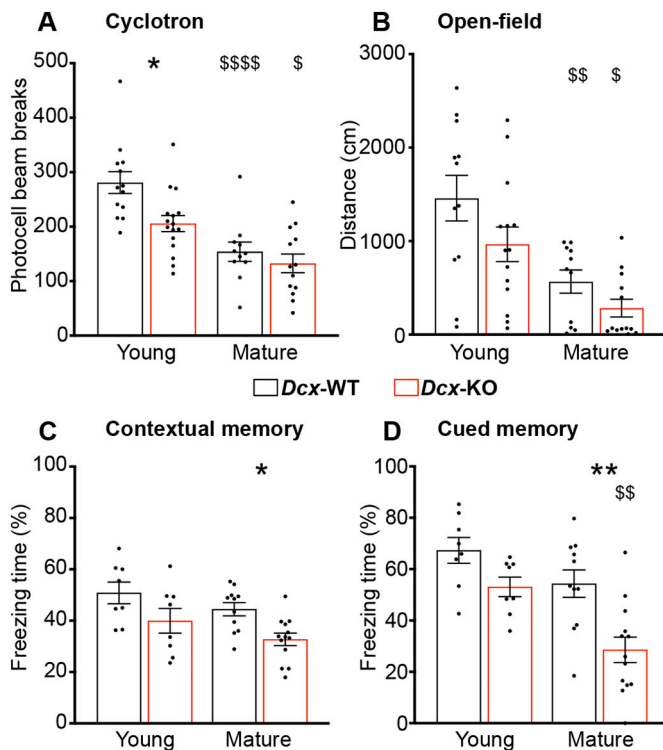 A Cyclotron
Photocell beam breaks
500
400
300
200
100
0
* $$$$ $
Young Mature
B Open-field
Distance (cm)
3000
2000
1000
0
$$ $
Young Mature
Dcx-WT Dcx-KO
C Contextual memory
Freezing time (%)
100
80
60
40
20
0
*
Young Mature
D Cued memory
Freezing time (%)
100
80
60
40
20
0
**
$$
Young Mature